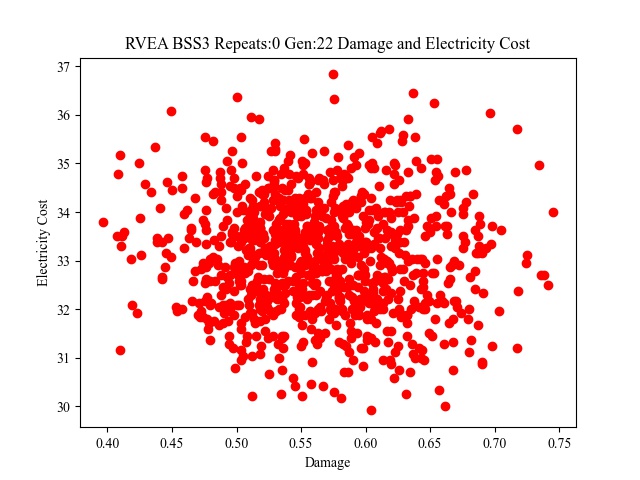 RVEA BSS3 Repeats:0 Gen:22 Damage and Electricity Cost
37
36
35
34
33
32
31
30
Electricity Cost
0.40 0.45 0.50 0.55 0.60 0.65 0.70 0.75
Damage